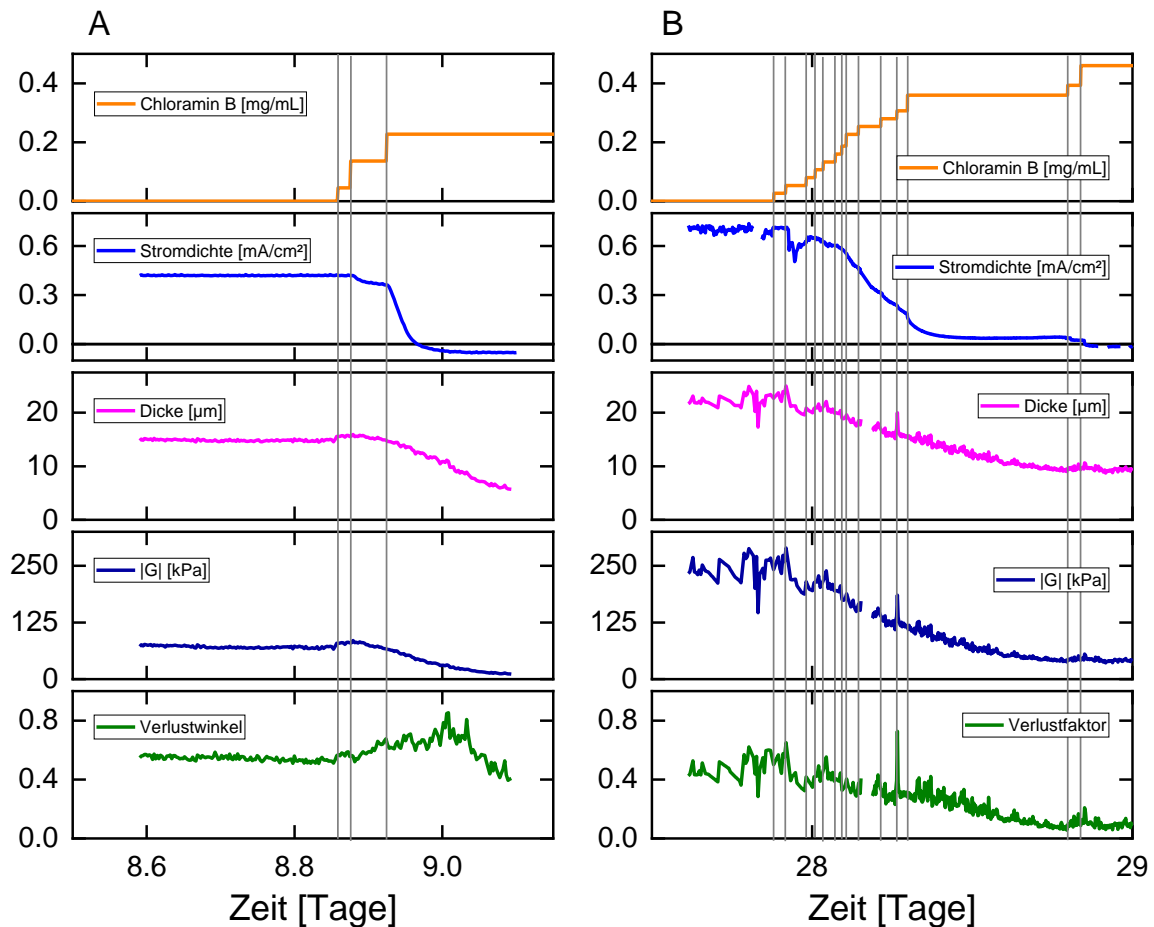 A
B
0.4
0.2
0.0
Chloramin B [mg/mL]
0.4
0.2
0.0
Chloramin B [mg/mL]
0.6
0.3
0.0
Stromdichte [mA/cm²]
0.6
0.3
0.0
Stromdichte [mA/cm²]
20
10
0
Dicke [µm]
20
10
0
Dicke [µm]
250
125
0
|G| [kPa]
250
125
0
|G| [kPa]
0.8
0.4
0.0
Verlustwinkel
0.8
0.4
0.0
Verlustfaktor
8.6 8.8 9.0
28 29
Zeit [Tage]
Zeit [Tage]